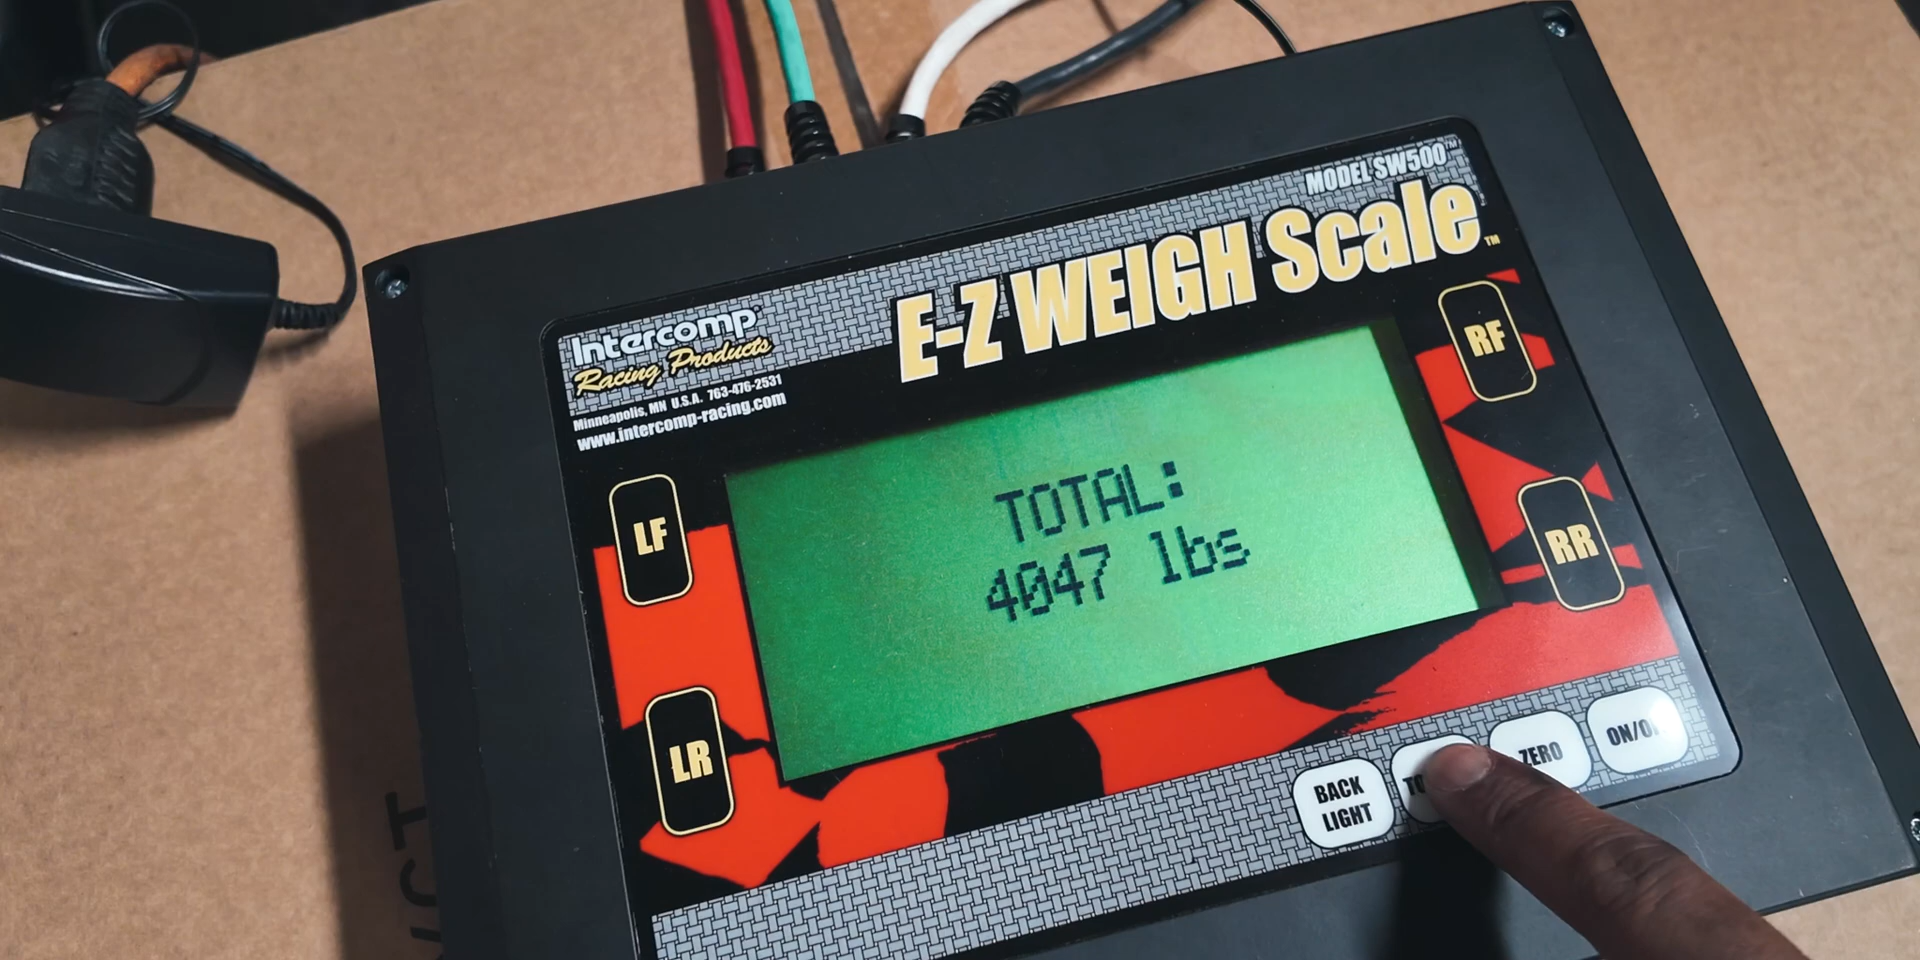 MODEL SW500™
E-Z WEIGH Scale™
Intercomp®
Racing Products
Minneapolis, MN U.S.A. 763-476-2531
www.intercomp-racing.com
RF
LF
TOTAL:
4047 lbs
RR
LR
BACK
LIGHT
ZERO